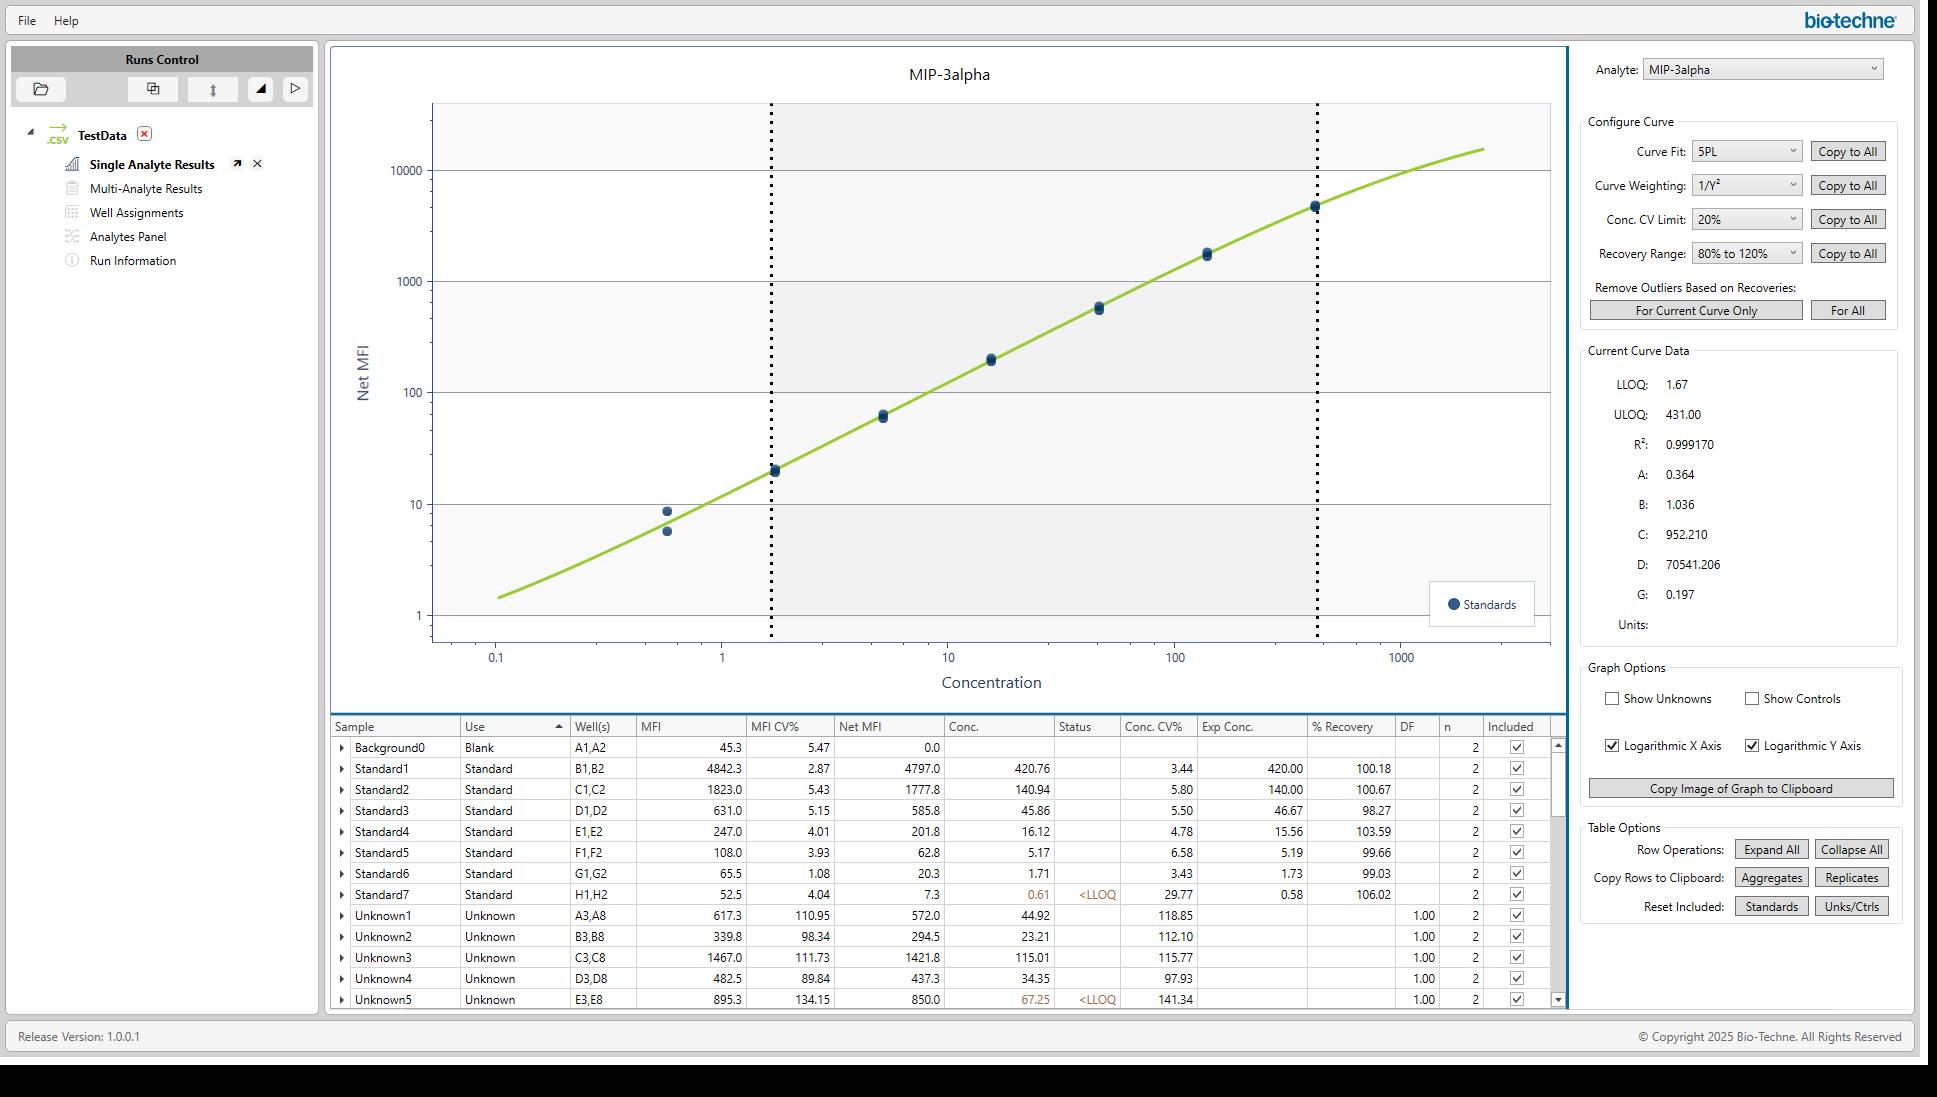 File Help
bio-techne
Runs Control
.csv TestData
Single Analyte Results
Multi-Analyte Results
Well Assignments
Analytes Panel
Run Information
MIP-3alpha
Net MFI
10000
1000
100
10
1
0.1 1 10 100 1000
Concentration
Standards
Sample Use Well(s) MFI MFI CV% Net MFI Conc. Status Conc. CV% Exp Conc. % Recovery DF n Included
Background0 Blank A1,A2 45.3 5.47 0.0 2
Standard1 Standard B1,B2 4842.3 2.87 4797.0 420.76 3.44 420.00 100.18 2
Standard2 Standard C1,C2 1823.0 5.43 1777.8 140.94 5.80 140.00 100.67 2
Standard3 Standard D1,D2 631.0 5.15 585.8 45.86 5.50 46.67 98.27 2
Standard4 Standard E1,E2 247.0 4.01 201.8 16.12 4.78 15.56 103.59 2
Standard5 Standard F1,F2 108.0 3.93 62.8 5.17 6.58 5.19 99.66 2
Standard6 Standard G1,G2 65.5 1.08 20.3 1.71 3.43 1.73 99.03 2
Standard7 Standard H1,H2 52.5 4.04 7.3 0.61 <LLOQ 29.77 0.58 106.02 2
Unknown1 Unknown A3,A8 617.3 110.95 572.0 44.92 118.85 1.00 2
Unknown2 Unknown B3,B8 339.8 98.34 294.5 23.21 112.10 1.00 2
Unknown3 Unknown C3,C8 1467.0 111.73 1421.8 115.01 115.77 1.00 2
Unknown4 Unknown D3,D8 482.5 89.84 437.3 34.35 97.93 1.00 2
Unknown5 Unknown E3,E8 895.3 134.15 850.0 67.25 <LLOQ 141.34 1.00 2
Analyte: MIP-3alpha
Configure Curve
Curve Fit: 5PL Copy to All
Curve Weighting: 1/Y² Copy to All
Conc. CV Limit: 20% Copy to All
Recovery Range: 80% to 120% Copy to All
Remove Outliers Based on Recoveries:
For Current Curve Only For All
Current Curve Data
LLOQ: 1.67
ULOQ: 431.00
R²: 0.999170
A: 0.364
B: 1.036
C: 952.210
D: 70541.206
G: 0.197
Units:
Graph Options
Show Unknowns Show Controls
Logarithmic X Axis Logarithmic Y Axis
Copy Image of Graph to Clipboard
Table Options
Row Operations: Expand All Collapse All
Copy Rows to Clipboard: Aggregates Replicates
Reset Included: Standards Unks/Ctrls
Release Version: 1.0.0.1
© Copyright 2025 Bio-Techne. All Rights Reserved